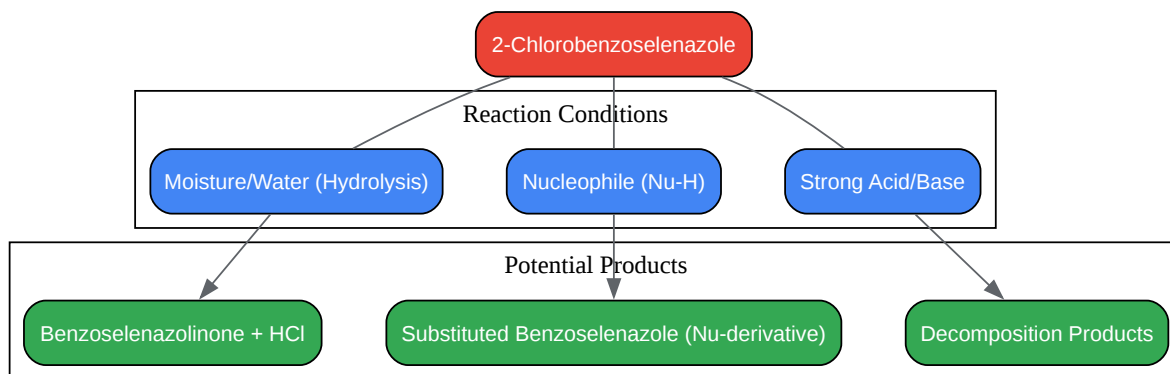 2-Chlorobenzoselenazole
Reaction Conditions
Moisture/Water (Hydrolysis)
Nucleophile (Nu-H)
Strong Acid/Base
Potential Products
Benzoselenazolinone + HCl
Substituted Benzoselenazole (Nu-derivative)
Decomposition Products